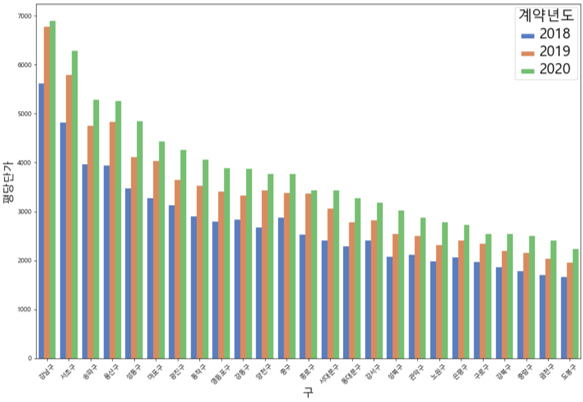 계약년도
2018
2019
2020
7000
6000
5000
4000
3000
2000
1000
0
평당단가
강남구 서초구 송파구 용산구 성동구 마포구 광진구 동작구 영등포구 강동구 양천구 중구 종로구 서대문구 동대문구 강서구 성북구 관악구 노원구 은평구 구로구 강북구 중랑구 금천구 도봉구
구